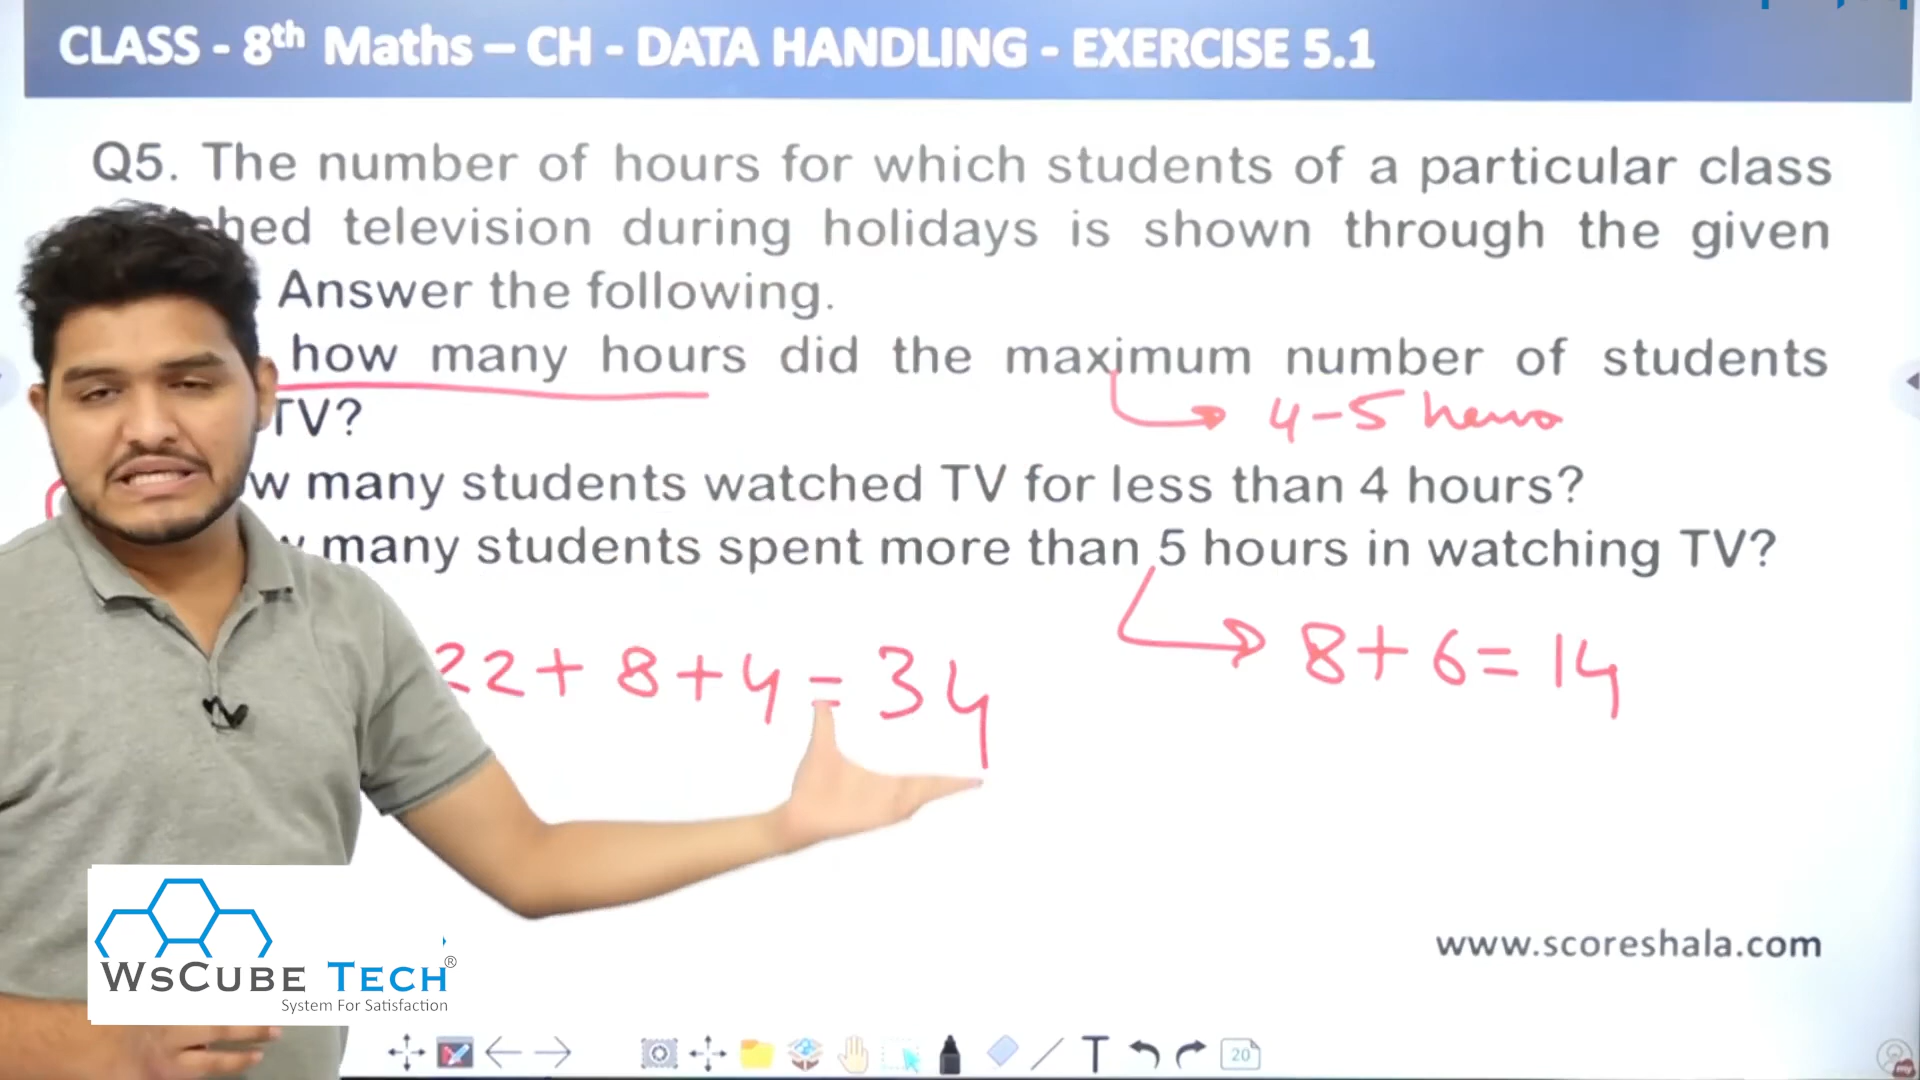 CLASS - 8th Maths – CH - DATA HANDLING - EXERCISE 5.1
Q5. The number of hours for which students of a particular class
television during holidays is shown through the given
Answer the following.
how many hours did the maximum number of students
TV?
4-5
many students watched TV for less than 4 hours?
many students spent more than 5 hours in watching TV?
22+8+4=34
8+6=14
www.scoreshala.com
WSCUBE TECH®
System For Satisfaction
T
20